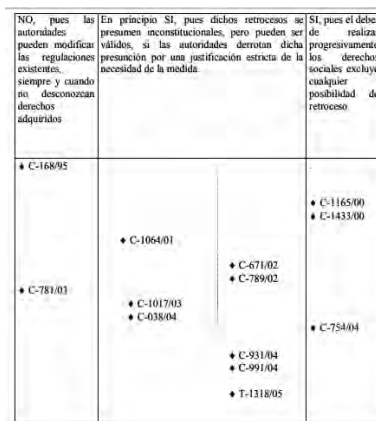 NO, pues las
autoridades
pueden modificar
las regulaciones
existentes,
siempre y cuando
no desconozcan
derechos
adquiridos
En principio SI, pues dichos retrocesos se
presumen inconstitucionales, pero pueden ser
válidos, si las autoridades derrotan dicha
presunción por una justificación estricta de la
necesidad de la medida.
SI, pues el debe
de realiza
progresivamente
los derechos
sociales excluye
cualquier
posibilidad de
retroceso
♦ C-168/95
♦ C-1165/00
♦ C-1433/00
♦ C-1064/01
♦ C-671/02
♦ C-789/02
♦ C-781/03
♦ C-1017/03
♦ C-038/04
♦ C-754/04
♦ C-931/04
♦ C-991/04
♦ T-1318/05